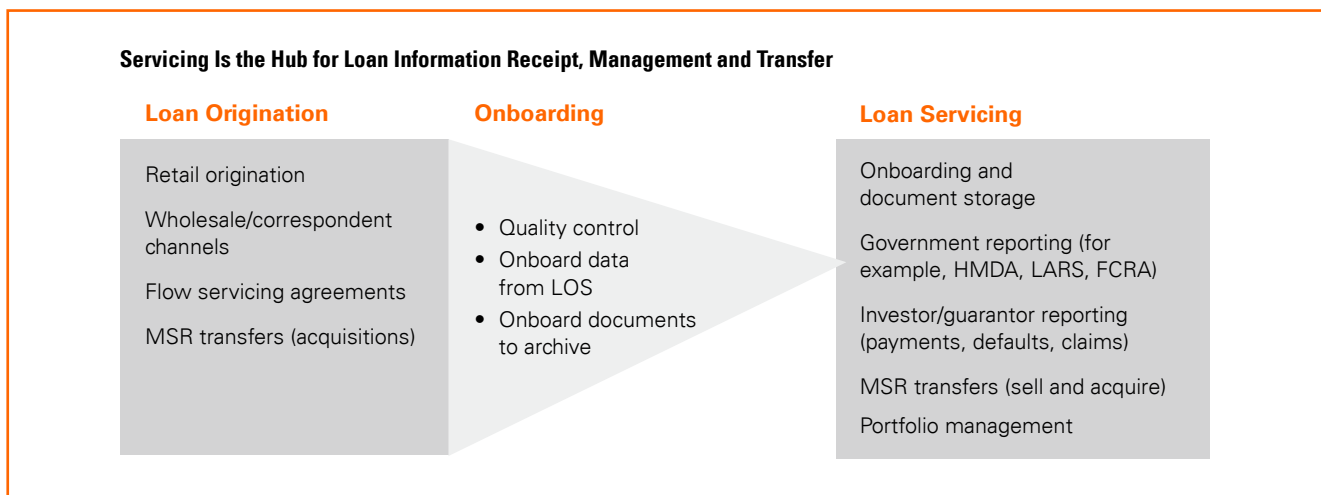 Servicing Is the Hub for Loan Information Receipt, Management and Transfer
Loan Origination
Retail origination
Wholesale/correspondent
channels
Flow servicing agreements
MSR transfers (acquisitions)
Onboarding
• Quality control
• Onboard data
from LOS
• Onboard documents
to archive
Loan Servicing
Onboarding and
document storage
Government reporting (for
example, HMDA, LARS, FCRA)
Investor/guarantor reporting
(payments, defaults, claims)
MSR transfers (sell and acquire)
Portfolio management